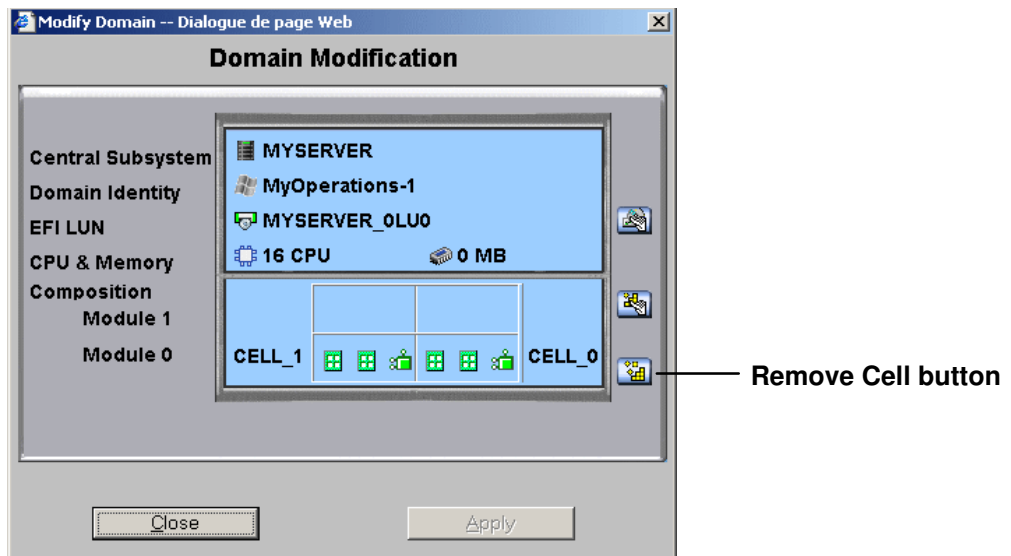 Modify Domain -- Dialogue de page Web
Domain Modification
Central Subsystem MYSERVER
Domain Identity MyOperations-1
EFI LUN MYSERVER_0LU0
CPU & Memory 16 CPU 0 MB
Composition
Module 1
Module 0 CELL_1 CELL_0
Remove Cell button
Close Apply